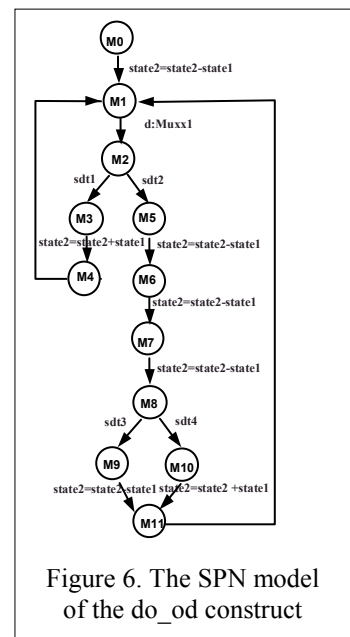 M0
state2=state2-state1
M1
d:Muxx1
M2
sdt1 sdt2
M3 M5
state2=state2+state1 state2=state2-state1
M4 M6
state2=state2-state1
M7
state2=state2-state1
M8
sdt3 sdt4
M9 M10
state2=state2-state1 state2=state2 +state1
M11
Figure 6. The SPN model
of the do_od construct